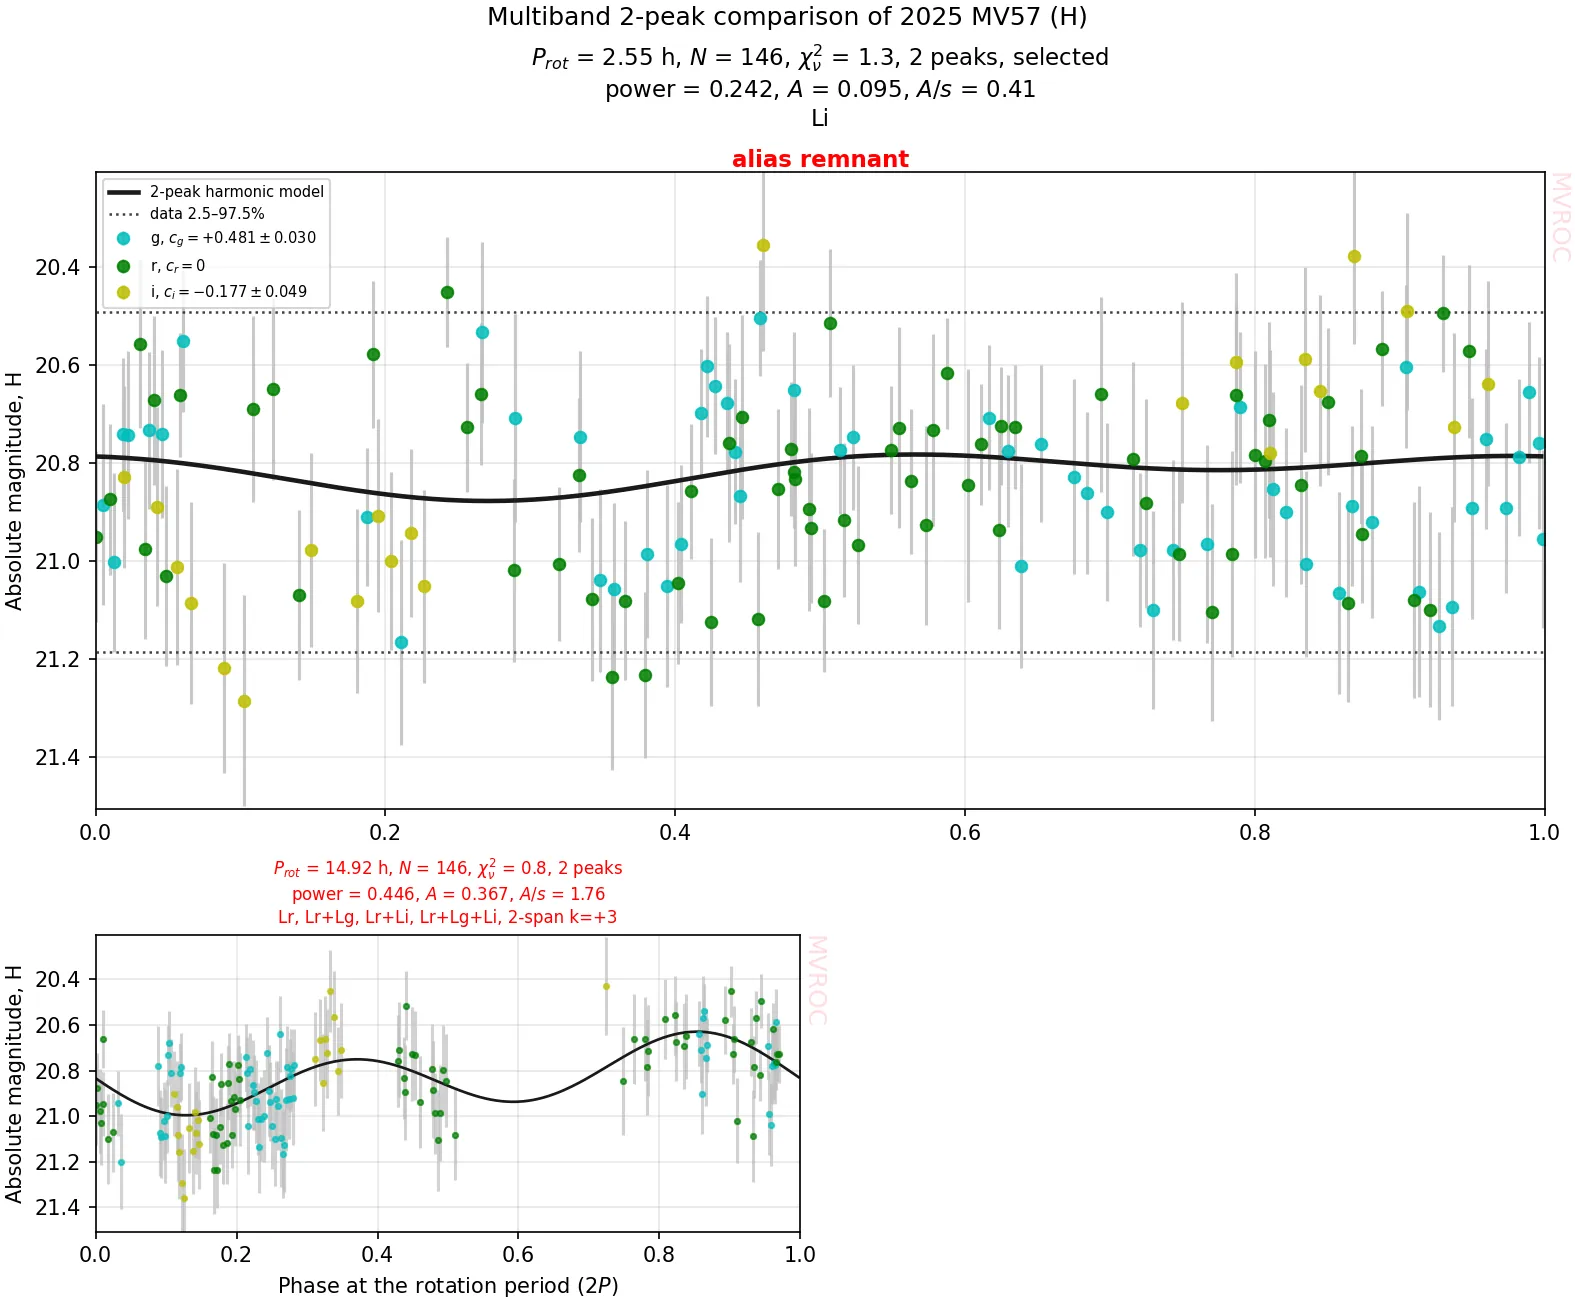 Multiband 2-peak comparison of 2025 MV57 (H)
P_rot = 2.55 h, N = 146, χ²_ν = 1.3, 2 peaks, selected
power = 0.242, A = 0.095, A/s = 0.41
Li
alias remnant
2-peak harmonic model
data 2.5–97.5%
g, c_g = +0.481 ± 0.030
r, c_r = 0
i, c_i = −0.177 ± 0.049
MVROC
Absolute magnitude, H
20.4
20.6
20.8
21.0
21.2
21.4
0.0 0.2 0.4 0.6 0.8 1.0
P_rot = 14.92 h, N = 146, χ²_ν = 0.8, 2 peaks
power = 0.446, A = 0.367, A/s = 1.76
Lr, Lr+Lg, Lr+Li, Lr+Lg+Li, 2-span k=+3
MVROC
Absolute magnitude, H
20.4
20.6
20.8
21.0
21.2
21.4
0.0 0.2 0.4 0.6 0.8 1.0
Phase at the rotation period (2P)